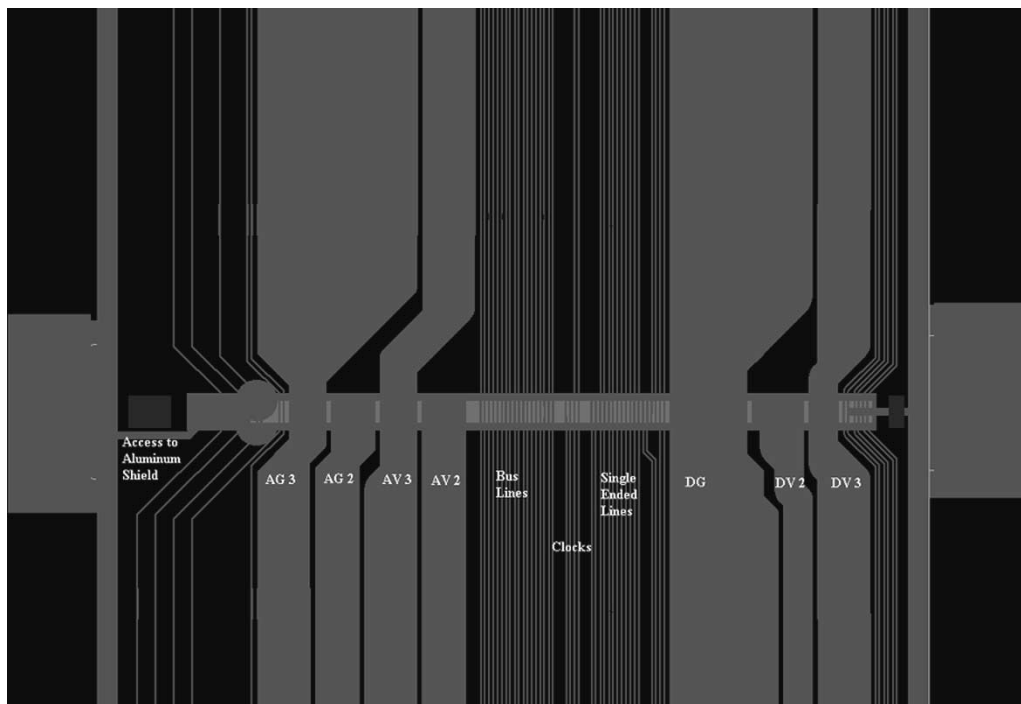 Access to
Aluminum
Shield
AG 3
AG 2
AV 3
AV 2
Bus
Lines
Single
Ended
Lines
DG
DV 2
DV 3
Clocks